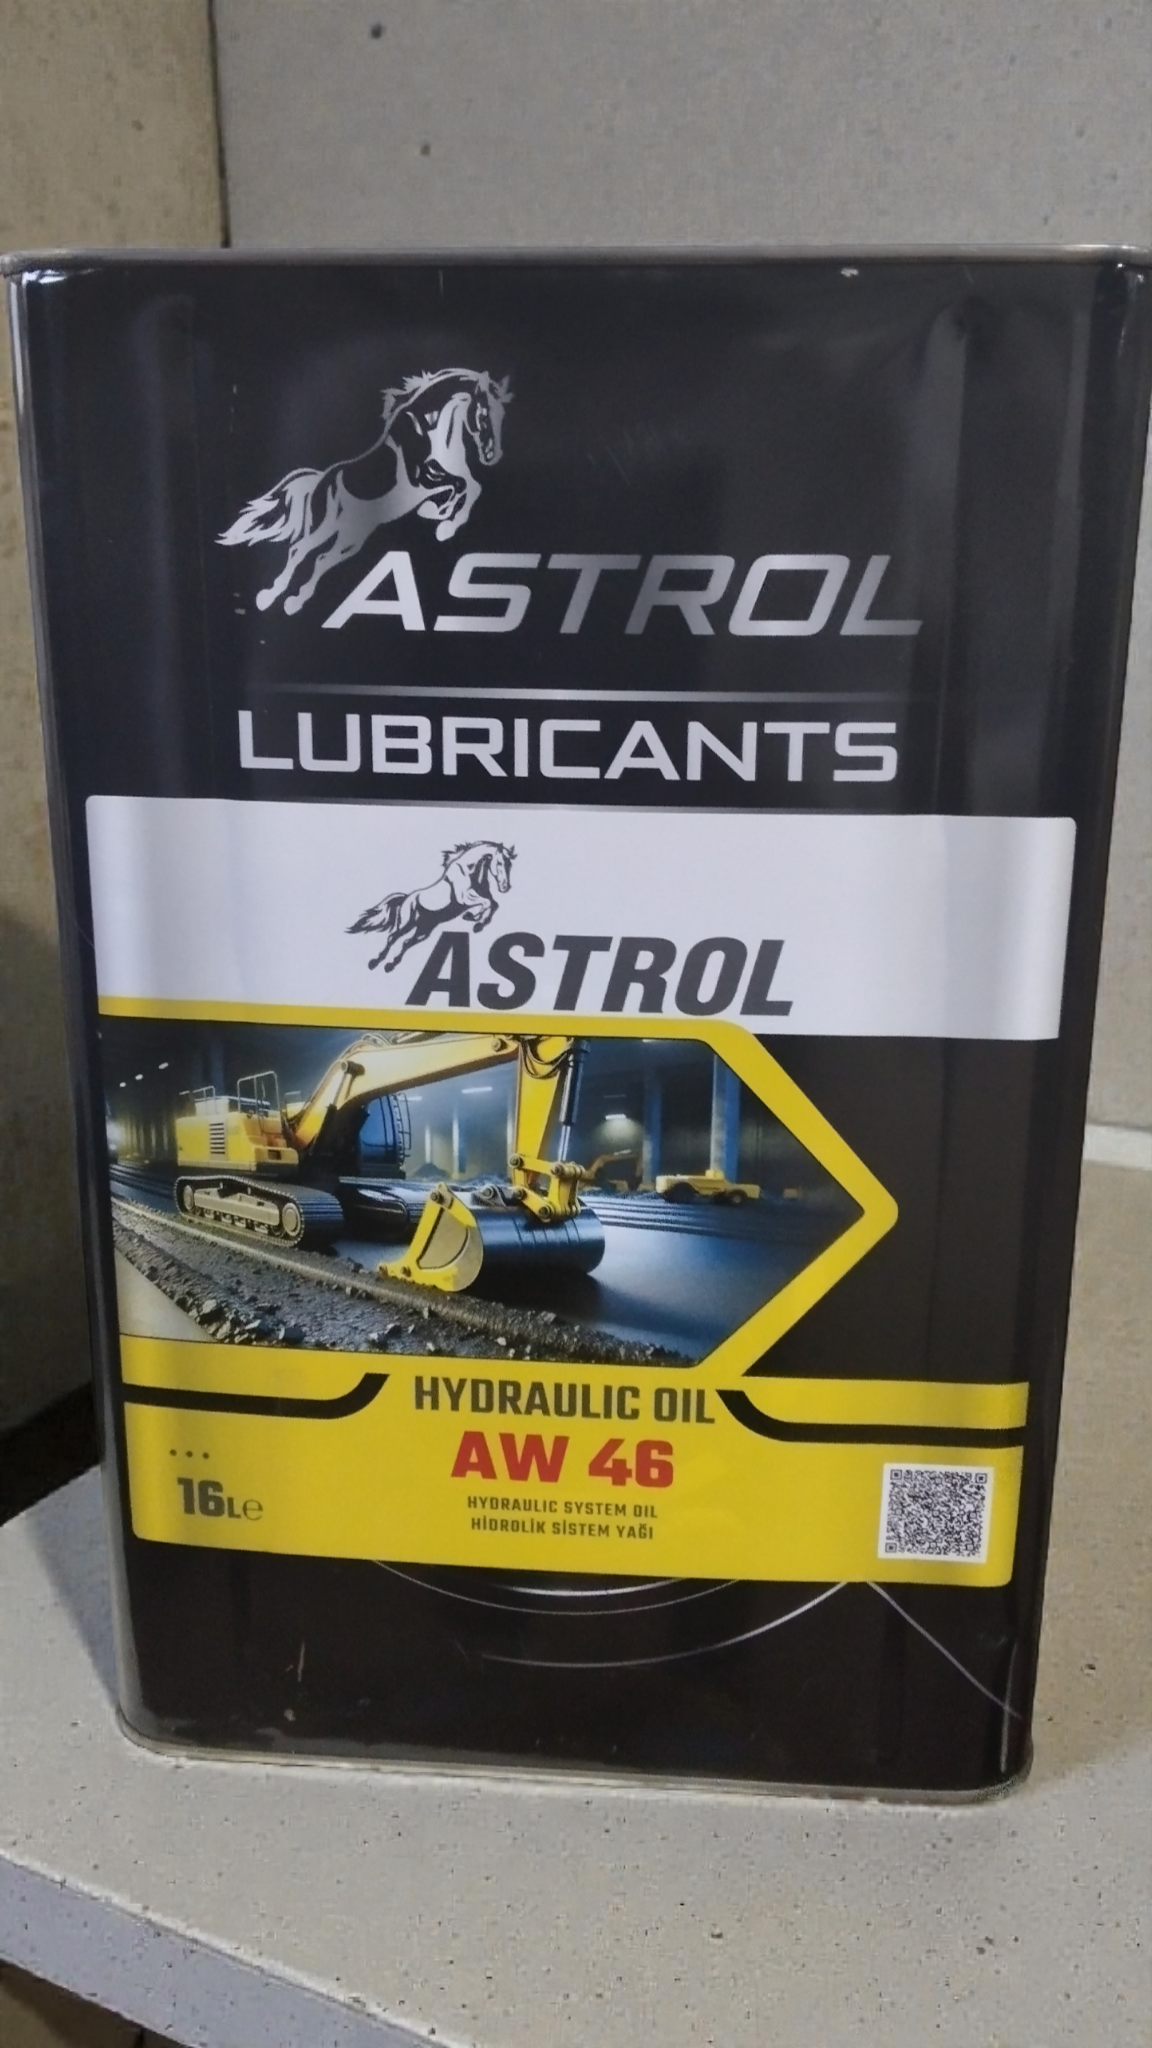 ASTROL
LUBRICANTS
ASTROL
HYDRAULIC OIL
AW 46
16L℮
HYDRAULIC SYSTEM OIL
HİDROLİK SİSTEM YAĞI